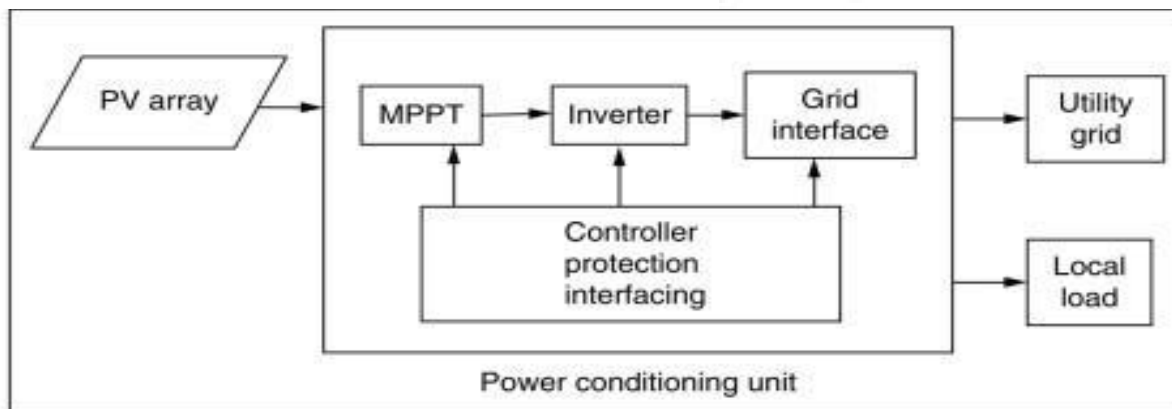 PV array
MPPT
Inverter
Grid
interface
Utility
grid
Controller
protection
interfacing
Local
load
Power conditioning unit